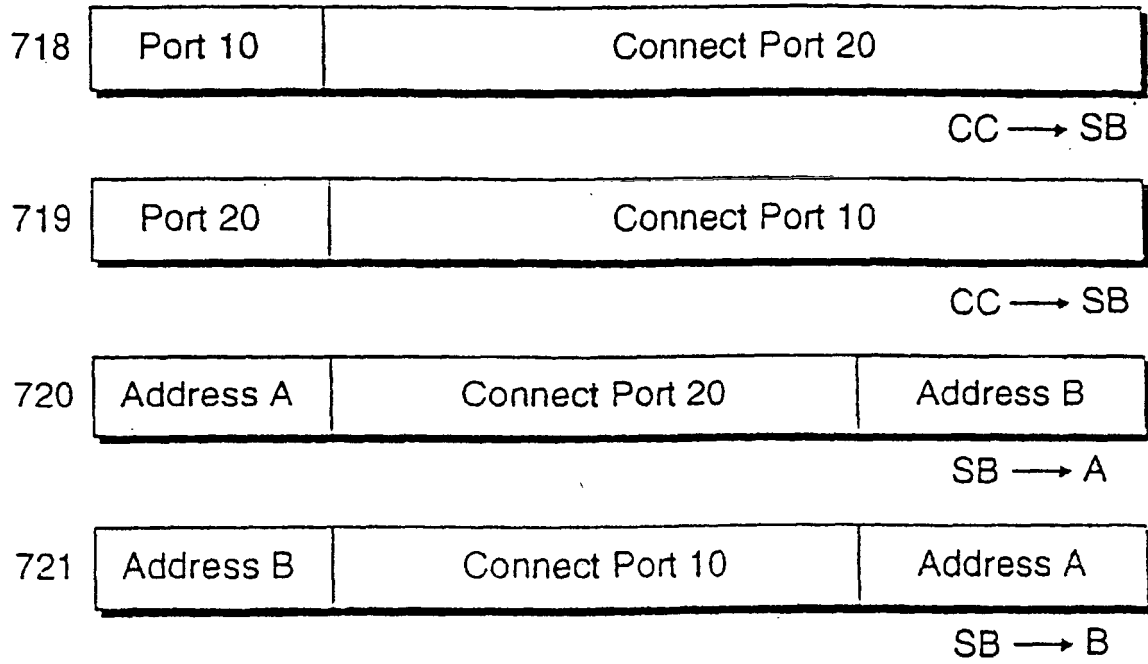 718 Port 10 Connect Port 20
CC → SB
719 Port 20 Connect Port 10
CC → SB
720 Address A Connect Port 20 Address B
SB → A
721 Address B Connect Port 10 Address A
SB → B